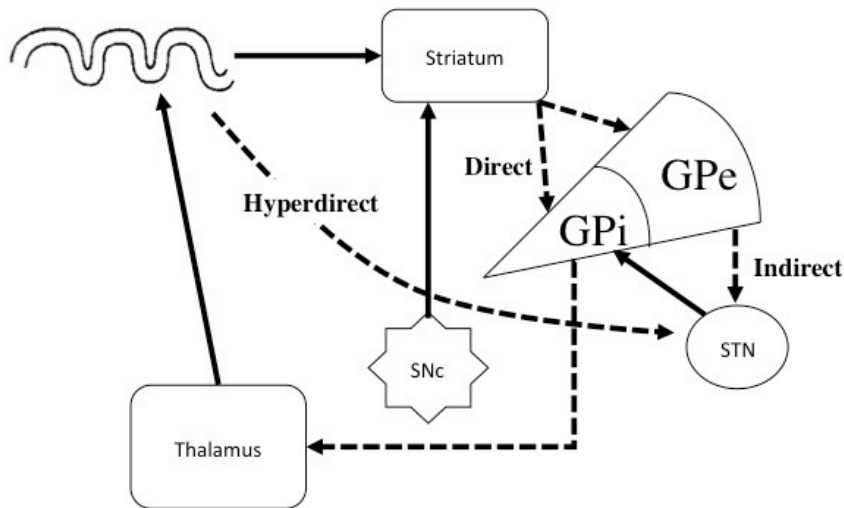 Striatum
Direct
GPe
Hyperdirect
GPi
Indirect
STN
SNc
Thalamus